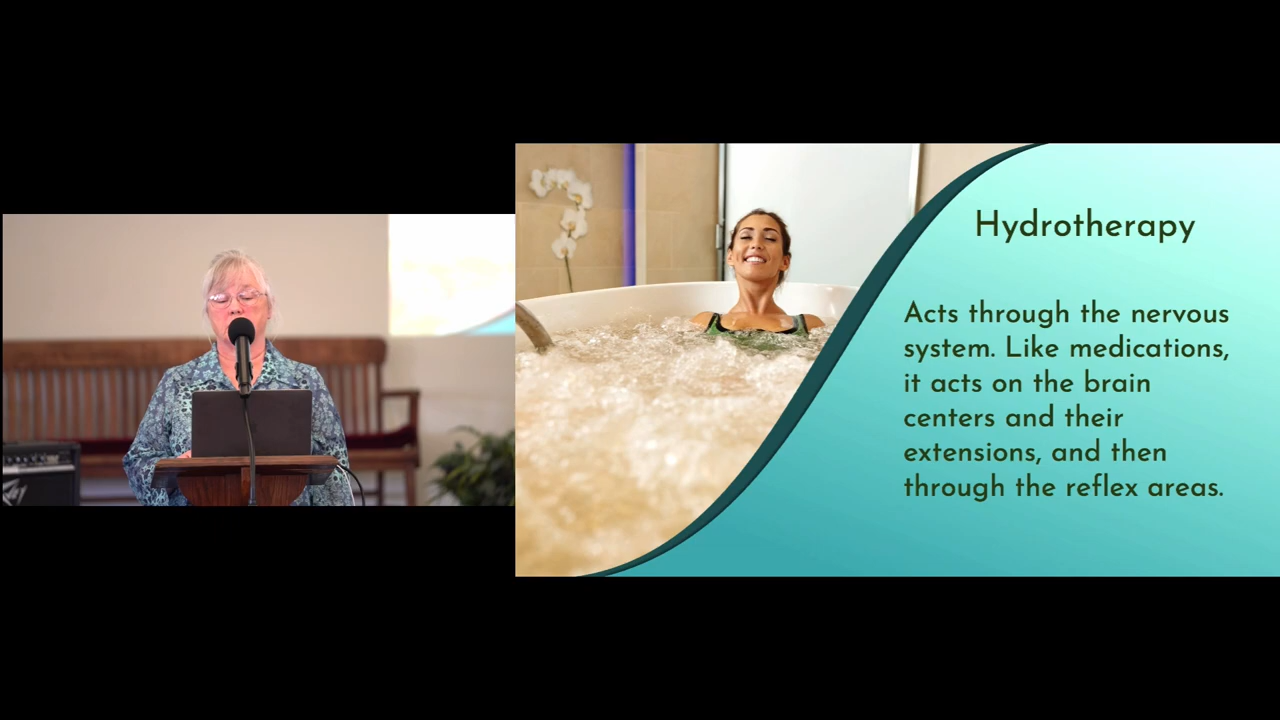 Hydrotherapy
Acts through the nervous
system. Like medications,
it acts on the brain
centers and their
extensions, and then
through the reflex areas.